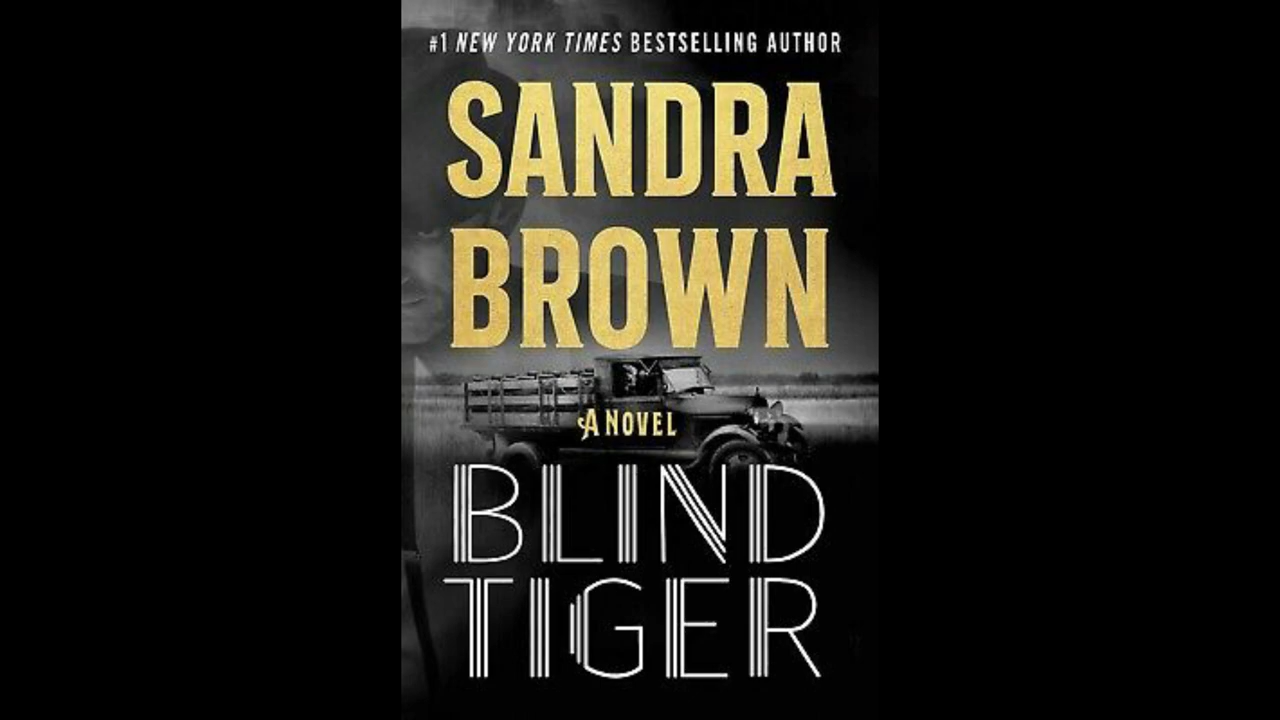 #1 NEW YORK TIMES BESTSELLING AUTHOR
SANDRA
BROWN
A NOVEL
BLIND
TIGER